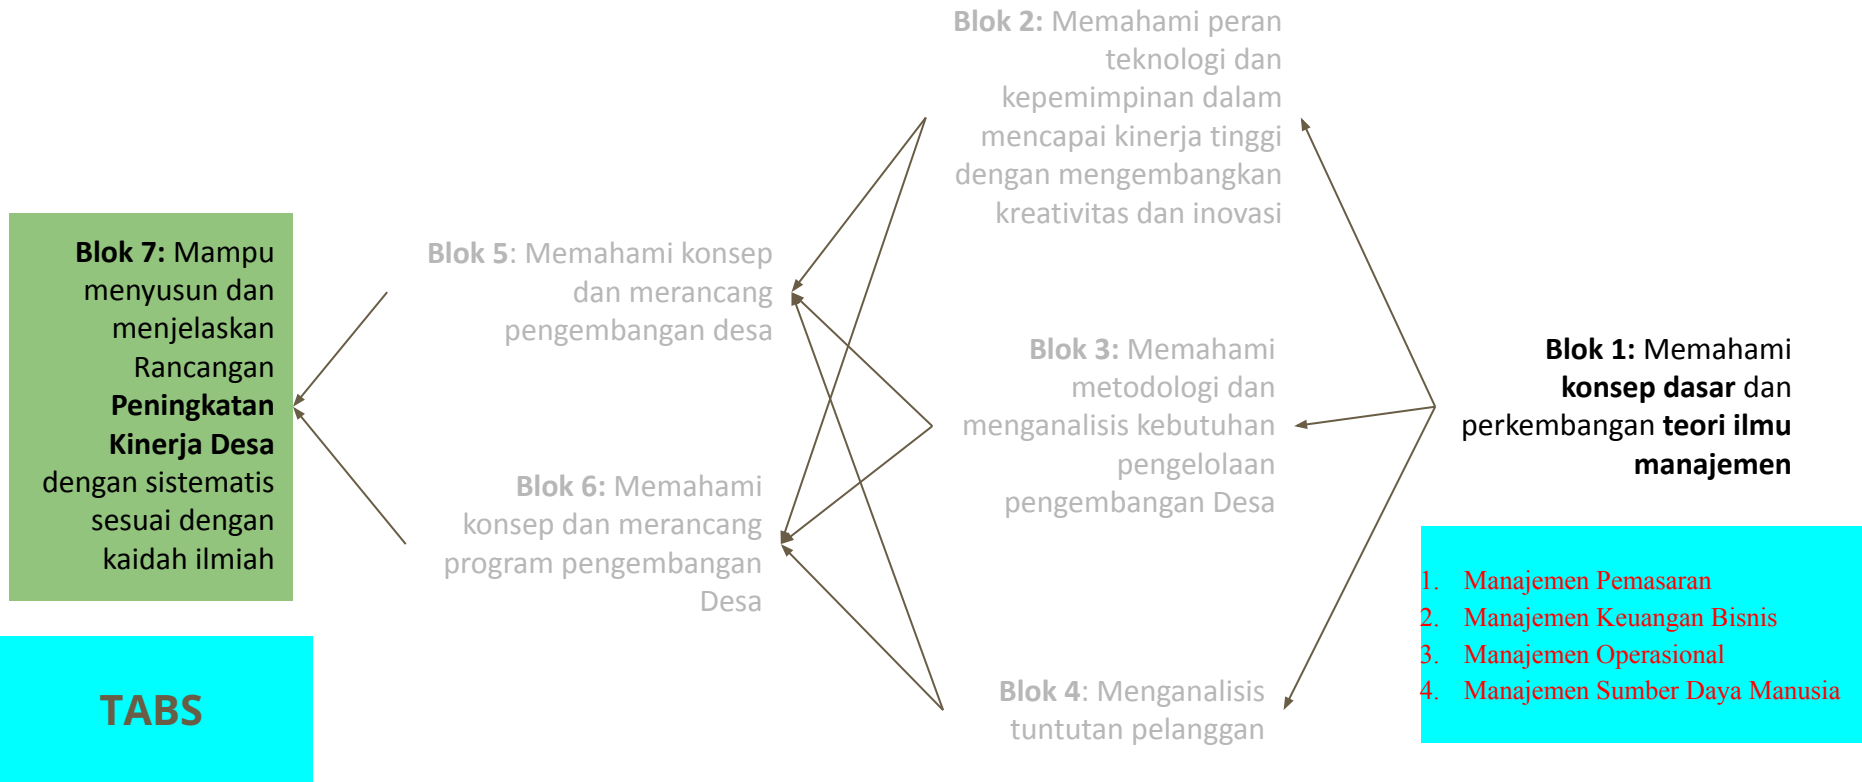 Blok 2: Memahami peran
teknologi dan
kepemimpinan dalam
mencapai kinerja tinggi
dengan mengembangkan
kreativitas dan inovasi
Blok 7: Mampu
menyusun dan
menjelaskan
Rancangan
Peningkatan
Kinerja Desa
dengan sistematis
sesuai dengan
kaidah ilmiah
Blok 5: Memahami konsep
dan merancang
pengembangan desa
Blok 3: Memahami
metodologi dan
menganalisis kebutuhan
pengelolaan
pengembangan Desa
Blok 1: Memahami
konsep dasar dan
perkembangan teori ilmu
manajemen
Blok 6: Memahami
konsep dan merancang
program pengembangan
Desa
1. Manajemen Pemasaran
2. Manajemen Keuangan Bisnis
3. Manajemen Operasional
4. Manajemen Sumber Daya Manusia
TABS
Blok 4: Menganalisis
tuntutan pelanggan